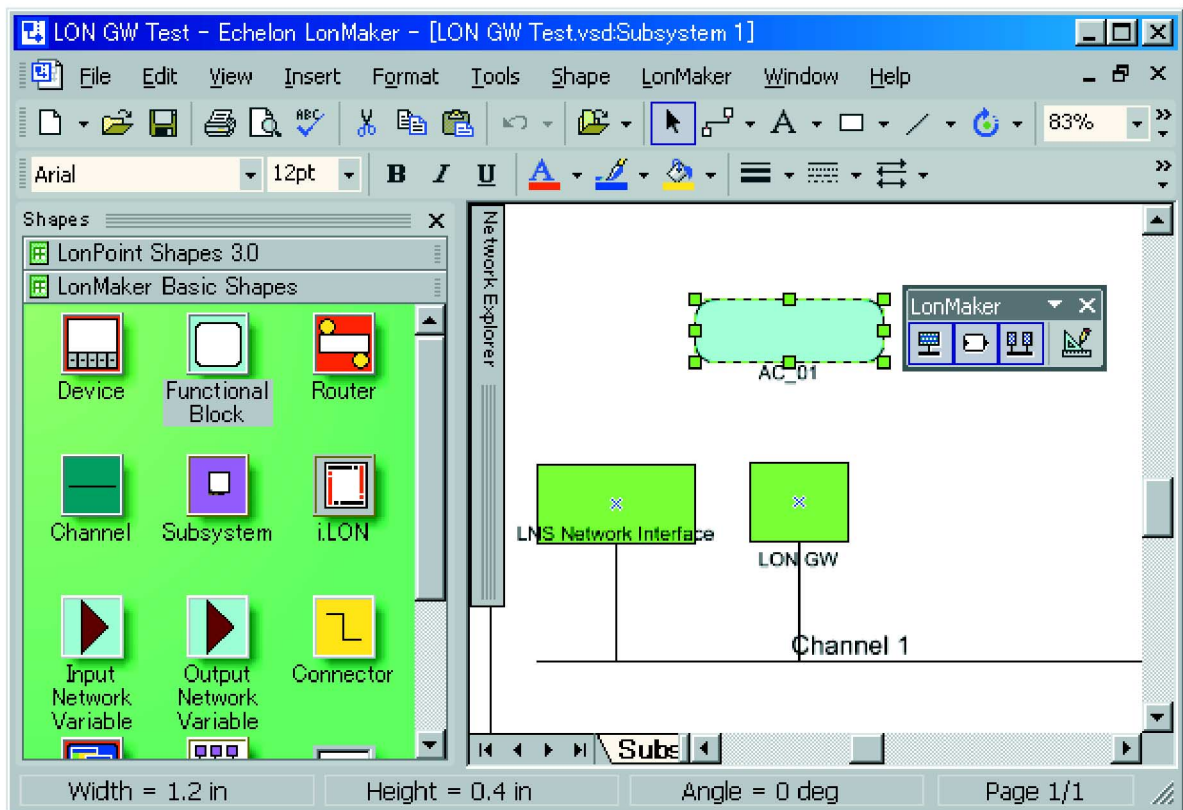 LON GW Test - Echelon LonMaker - [LON GW Test.vsd:Subsystem 1]
File Edit View Insert Format Tools Shape LonMaker Window Help
ABC A 83%
Arial 12pt B I U A
Shapes
LonPoint Shapes 3.0
LonMaker Basic Shapes
Device
Functional Block
Router
Channel
Subsystem
i.LON
Input Network Variable
Output Network Variable
Connector
Network Explorer
AC_01
LonMaker
LNS Network Interface
LON GW
Channel 1
Subs
Width = 1.2 in Height = 0.4 in Angle = 0 deg Page 1/1